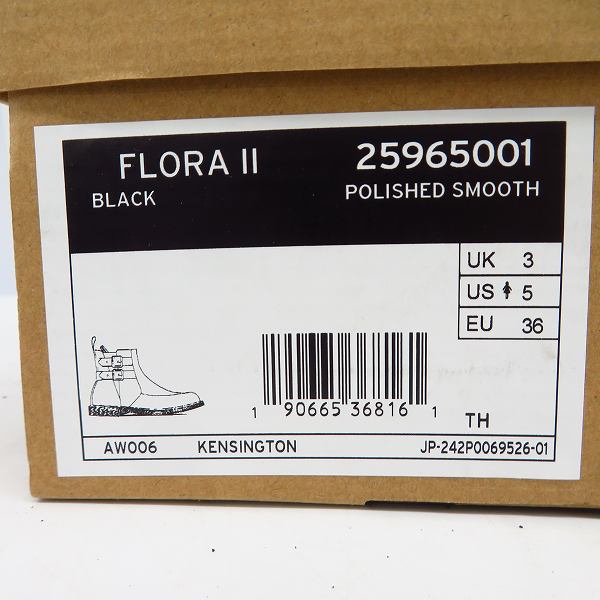 FLORA II 25965001
BLACK POLISHED SMOOTH
UK 3
US 5
EU 36
1 90665 36816 1 TH
AW006 KENSINGTON JP-242P0069526-01